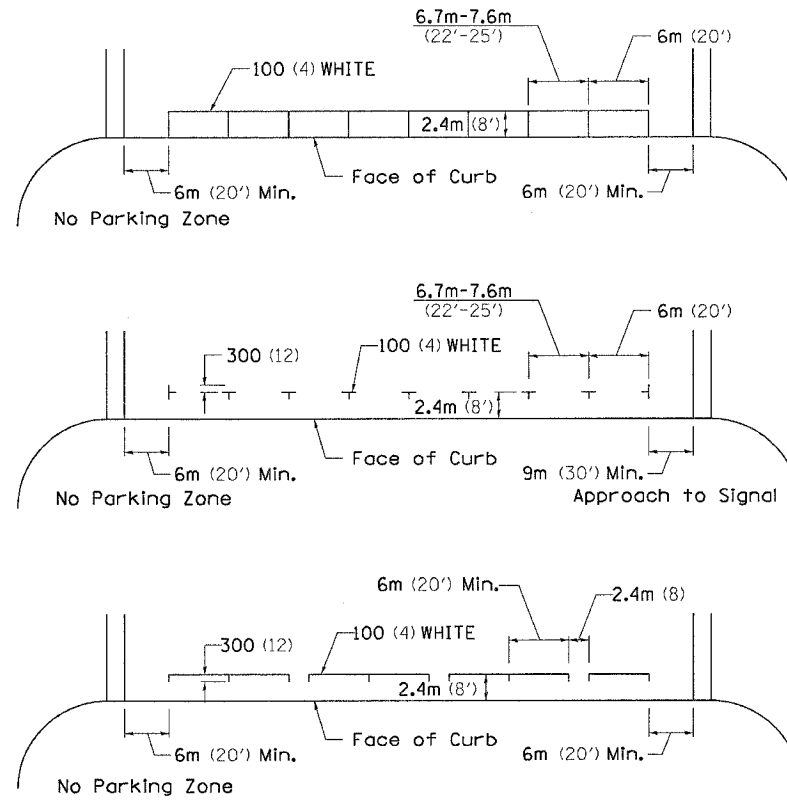 6.7m-7.6m
(22'-25')
6m (20')
100 (4) WHITE
2.4m (8')
Face of Curb
6m (20') Min.
6m (20') Min.
No Parking Zone
6.7m-7.6m
(22'-25')
6m (20')
300 (12)
100 (4) WHITE
2.4m (8')
Face of Curb
6m (20') Min.
9m (30') Min.
No Parking Zone
Approach to Signal
6m (20') Min.
2.4m (8)
300 (12)
100 (4) WHITE
2.4m (8')
Face of Curb
6m (20') Min.
6m (20') Min.
No Parking Zone